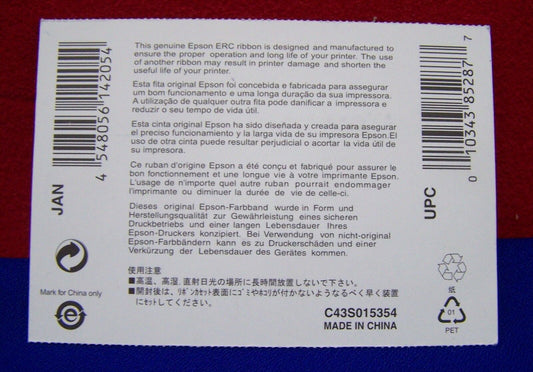 This genuine Epson ERC ribbon is designed and manufactured to
ensure the proper operation and long life of your printer. The use
of another ribbon may result in printer damage and shorten the
useful life of your printer.
Esta fita original Epson foi concebida e fabricada para assegurar
um bom funcionamento e uma longa duração da sua impressora.
A utilização de qualquer outra fita pode danificar a impressora e
reduzir o seu tempo de vida útil.
Esta cinta original Epson ha sido diseñada y creada para asegurar
el preciso funcionamiento y la larga vida de su impresora Epson.El
uso de otra cinta puede resultar perjudicial o acortar la vida útil de
su impresora.
Ce ruban d'origine Epson a été conçu et fabriqué pour assurer le
bon fonctionnement et une longue vie à votre imprimante Epson.
L'usage de n'importe quel autre ruban pourrait endommager
l'imprimante ou diminuer la durée de vie de celle-ci.
Dieses original Epson-Farbband wurde in Form und
Herstellungsqualität zur Gewährleistung eines sicheren
Druckbetriebs und einer langen Lebensdauer Ihres
Epson-Druckers konzipiert. Bei Verwendung von nicht-original
Epson-Farbbändern kann es zu Druckerschäden und einer
Verkürzung der Lebensdauer des Gerätes kommen.
使用注意
■高温、高湿、直射日光の場所に長時間放置しないで下さい。
■開封後は、リボンカセット表面にゴミやホコリが付かないようなるべく早く装置
にセットしてください。
C43S015354
MADE IN CHINA
JAN
4 548056 142054
UPC
0 10343 85287 7
Mark for China only
e
纸
01
PET